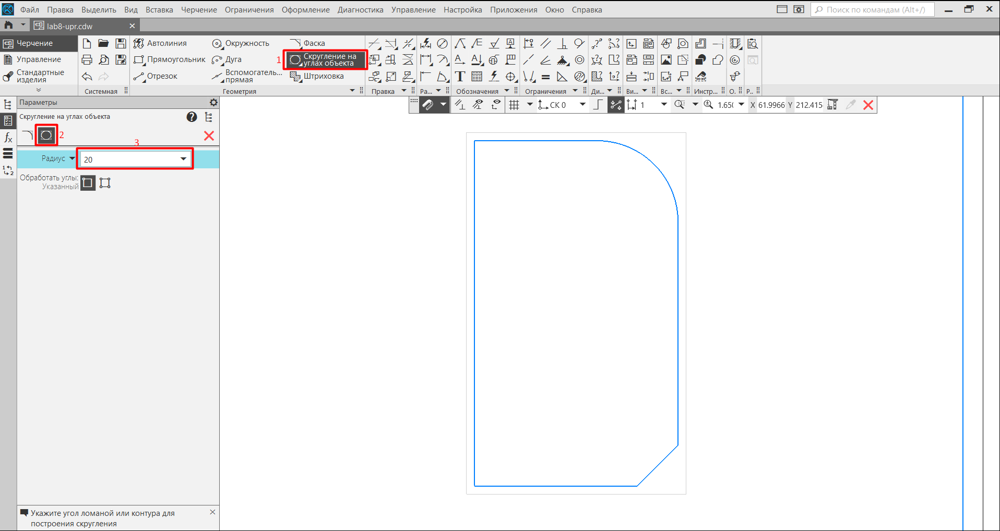 Файл Правка Выделить Вид Вставка Черчение Ограничения Оформление Диагностика Управление Настройка Приложения Окно Справка Поиск по командам (Alt+/)
lab8-upr.cdw
Черчение Автолиния Окружность Фаска
Управление Прямоугольник Дуга 1 Скругление на
углах объекта
Стандартные
изделия Отрезок Вспомогатель...
прямая Штриховка
Системная Геометрия Правка Ра... Обозначения Ограничения Ди... Ви... Вс... Инстр... О. Р..
Параметры
СК 0 1 1.650 X 61.9966 Y 212.4154
Скругление на углах объекта
2
3
Радиус 20
Обработать углы:
Указанный
Укажите угол ломаной или контура для
построения скругления